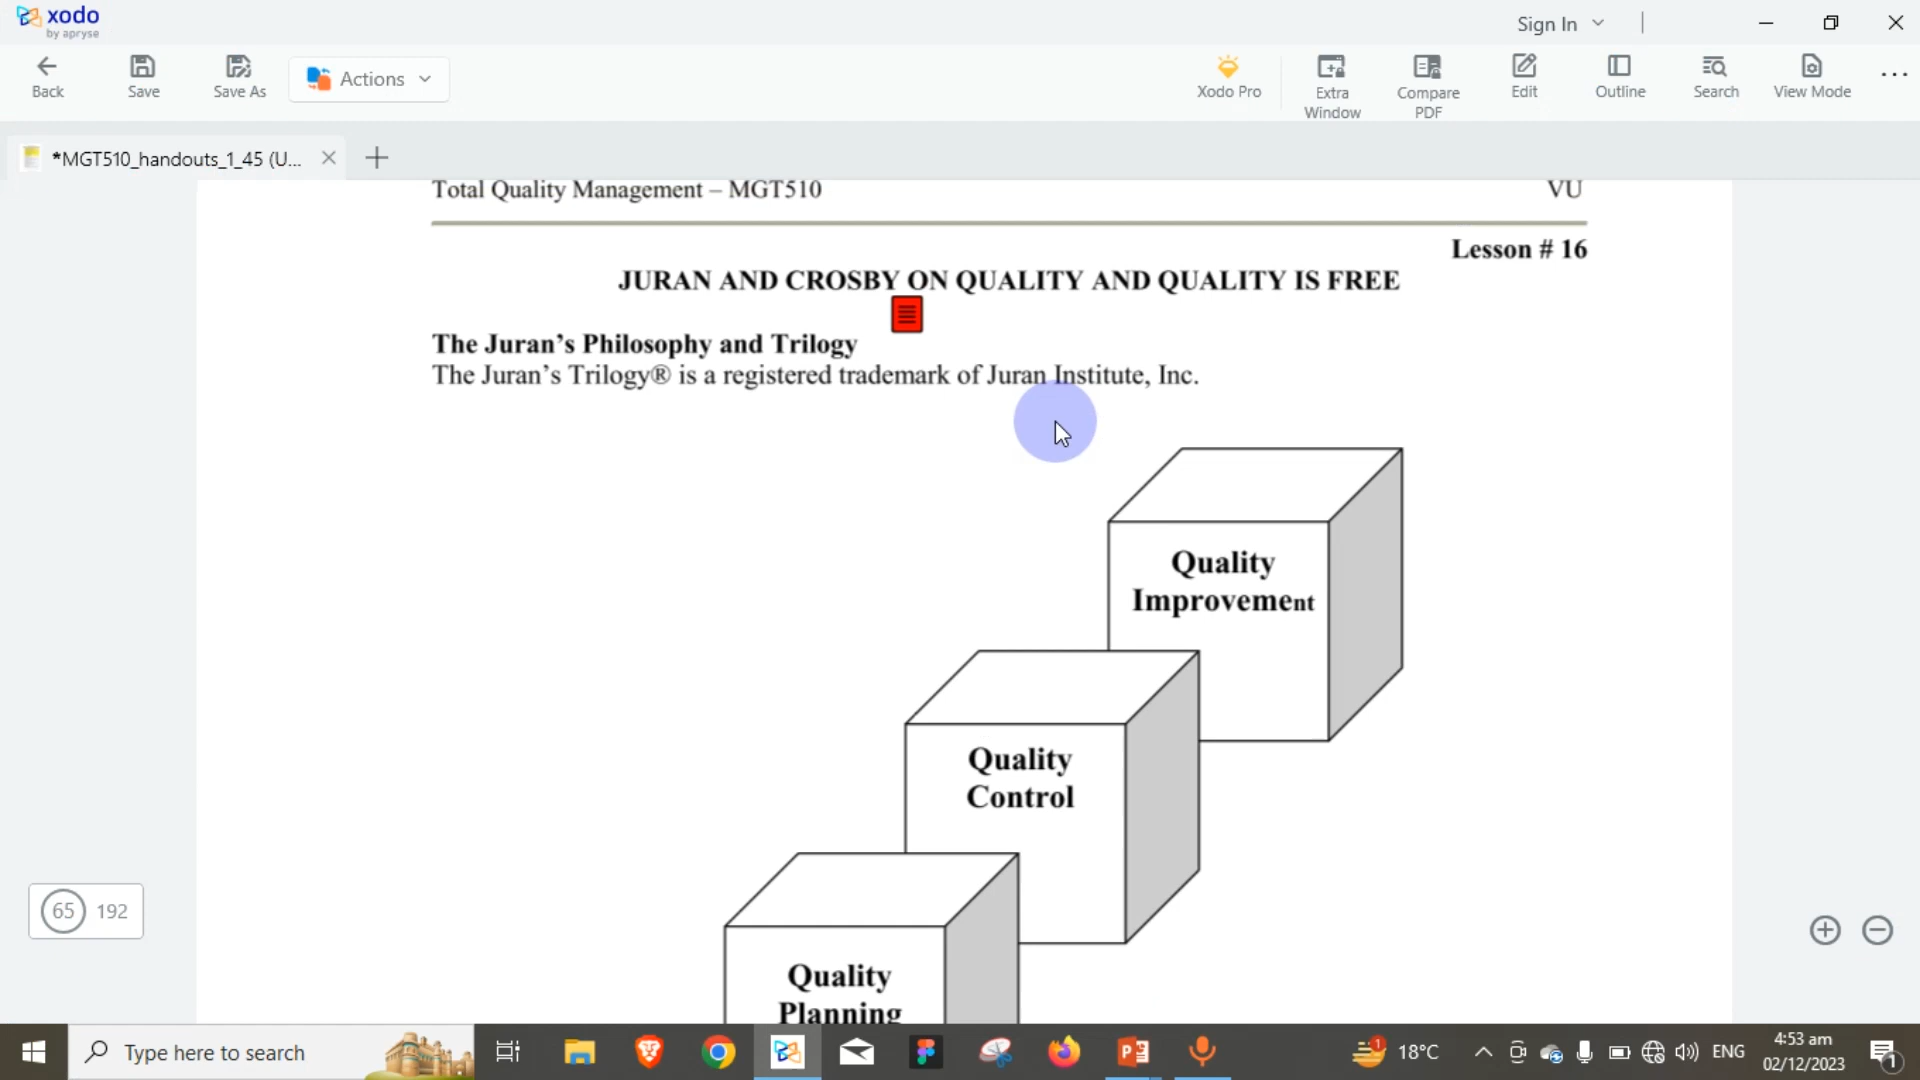 xodo
by apryse
Sign In
Back
Save
Save As
Actions
Xodo Pro
Extra
Window
Compare
PDF
Edit
Outline
Search
View Mode
*MGT510_handouts_1_45 (U...
Total Quality Management – MGT510 VU
Lesson # 16
JURAN AND CROSBY ON QUALITY AND QUALITY IS FREE
The Juran’s Philosophy and Trilogy
The Juran’s Trilogy® is a registered trademark of Juran Institute, Inc.
Quality
Improvement
Quality
Control
Quality
Planning
65 192
Type here to search
1
18°C
ENG
4:53 am
02/12/2023
1